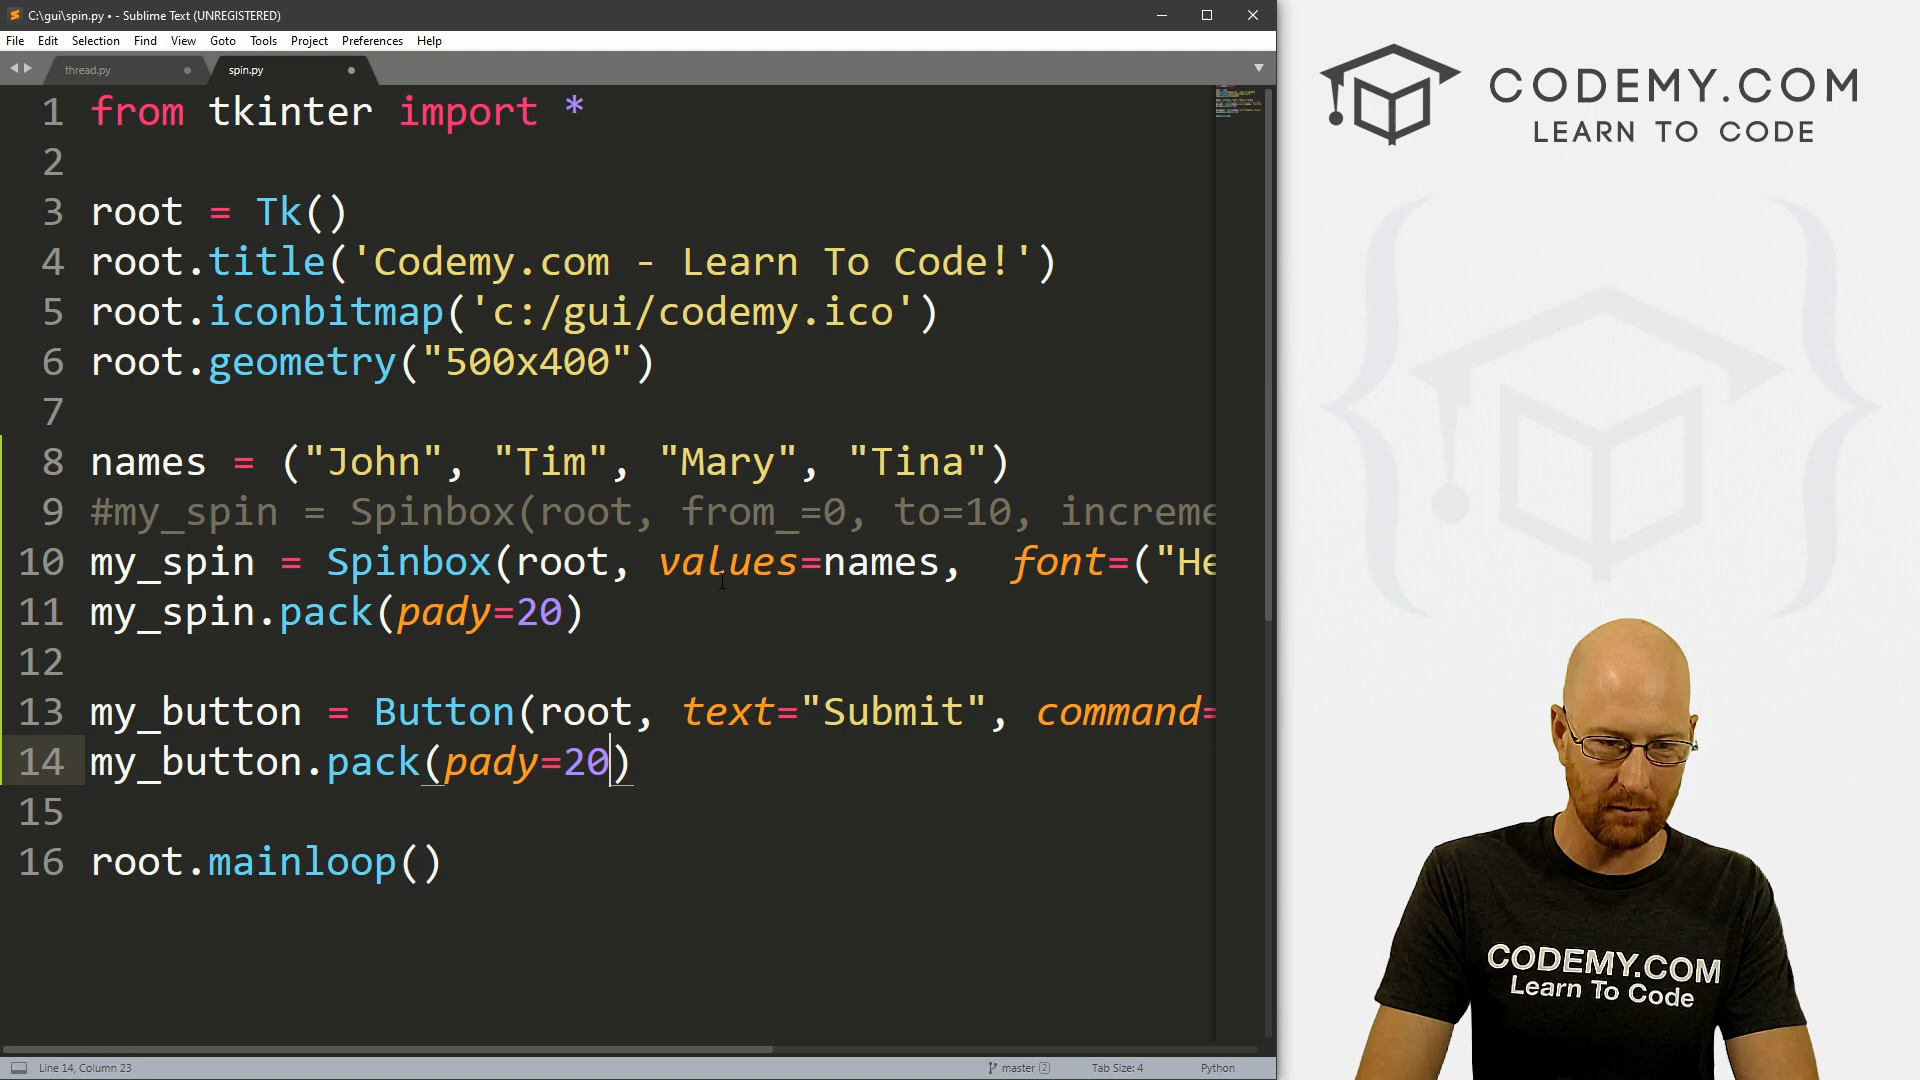 C:\gui\spin.py • - Sublime Text (UNREGISTERED)
File Edit Selection Find View Goto Tools Project Preferences Help
thread.py spin.py
1 from tkinter import *
2
3 root = Tk()
4 root.title('Codemy.com - Learn To Code!')
5 root.iconbitmap('c:/gui/codemy.ico')
6 root.geometry("500x400")
7
8 names = ("John", "Tim", "Mary", "Tina")
9 #my_spin = Spinbox(root, from_=0, to=10, increme
10 my_spin = Spinbox(root, values=names,  font=("He
11 my_spin.pack(pady=20)
12
13 my_button = Button(root, text="Submit", command=
14 my_button.pack(pady=20)
15
16 root.mainloop()
Line 14, Column 23 master 2 Tab Size: 4 Python
CODEMY.COM
LEARN TO CODE
CODEMY.COM
Learn To Code